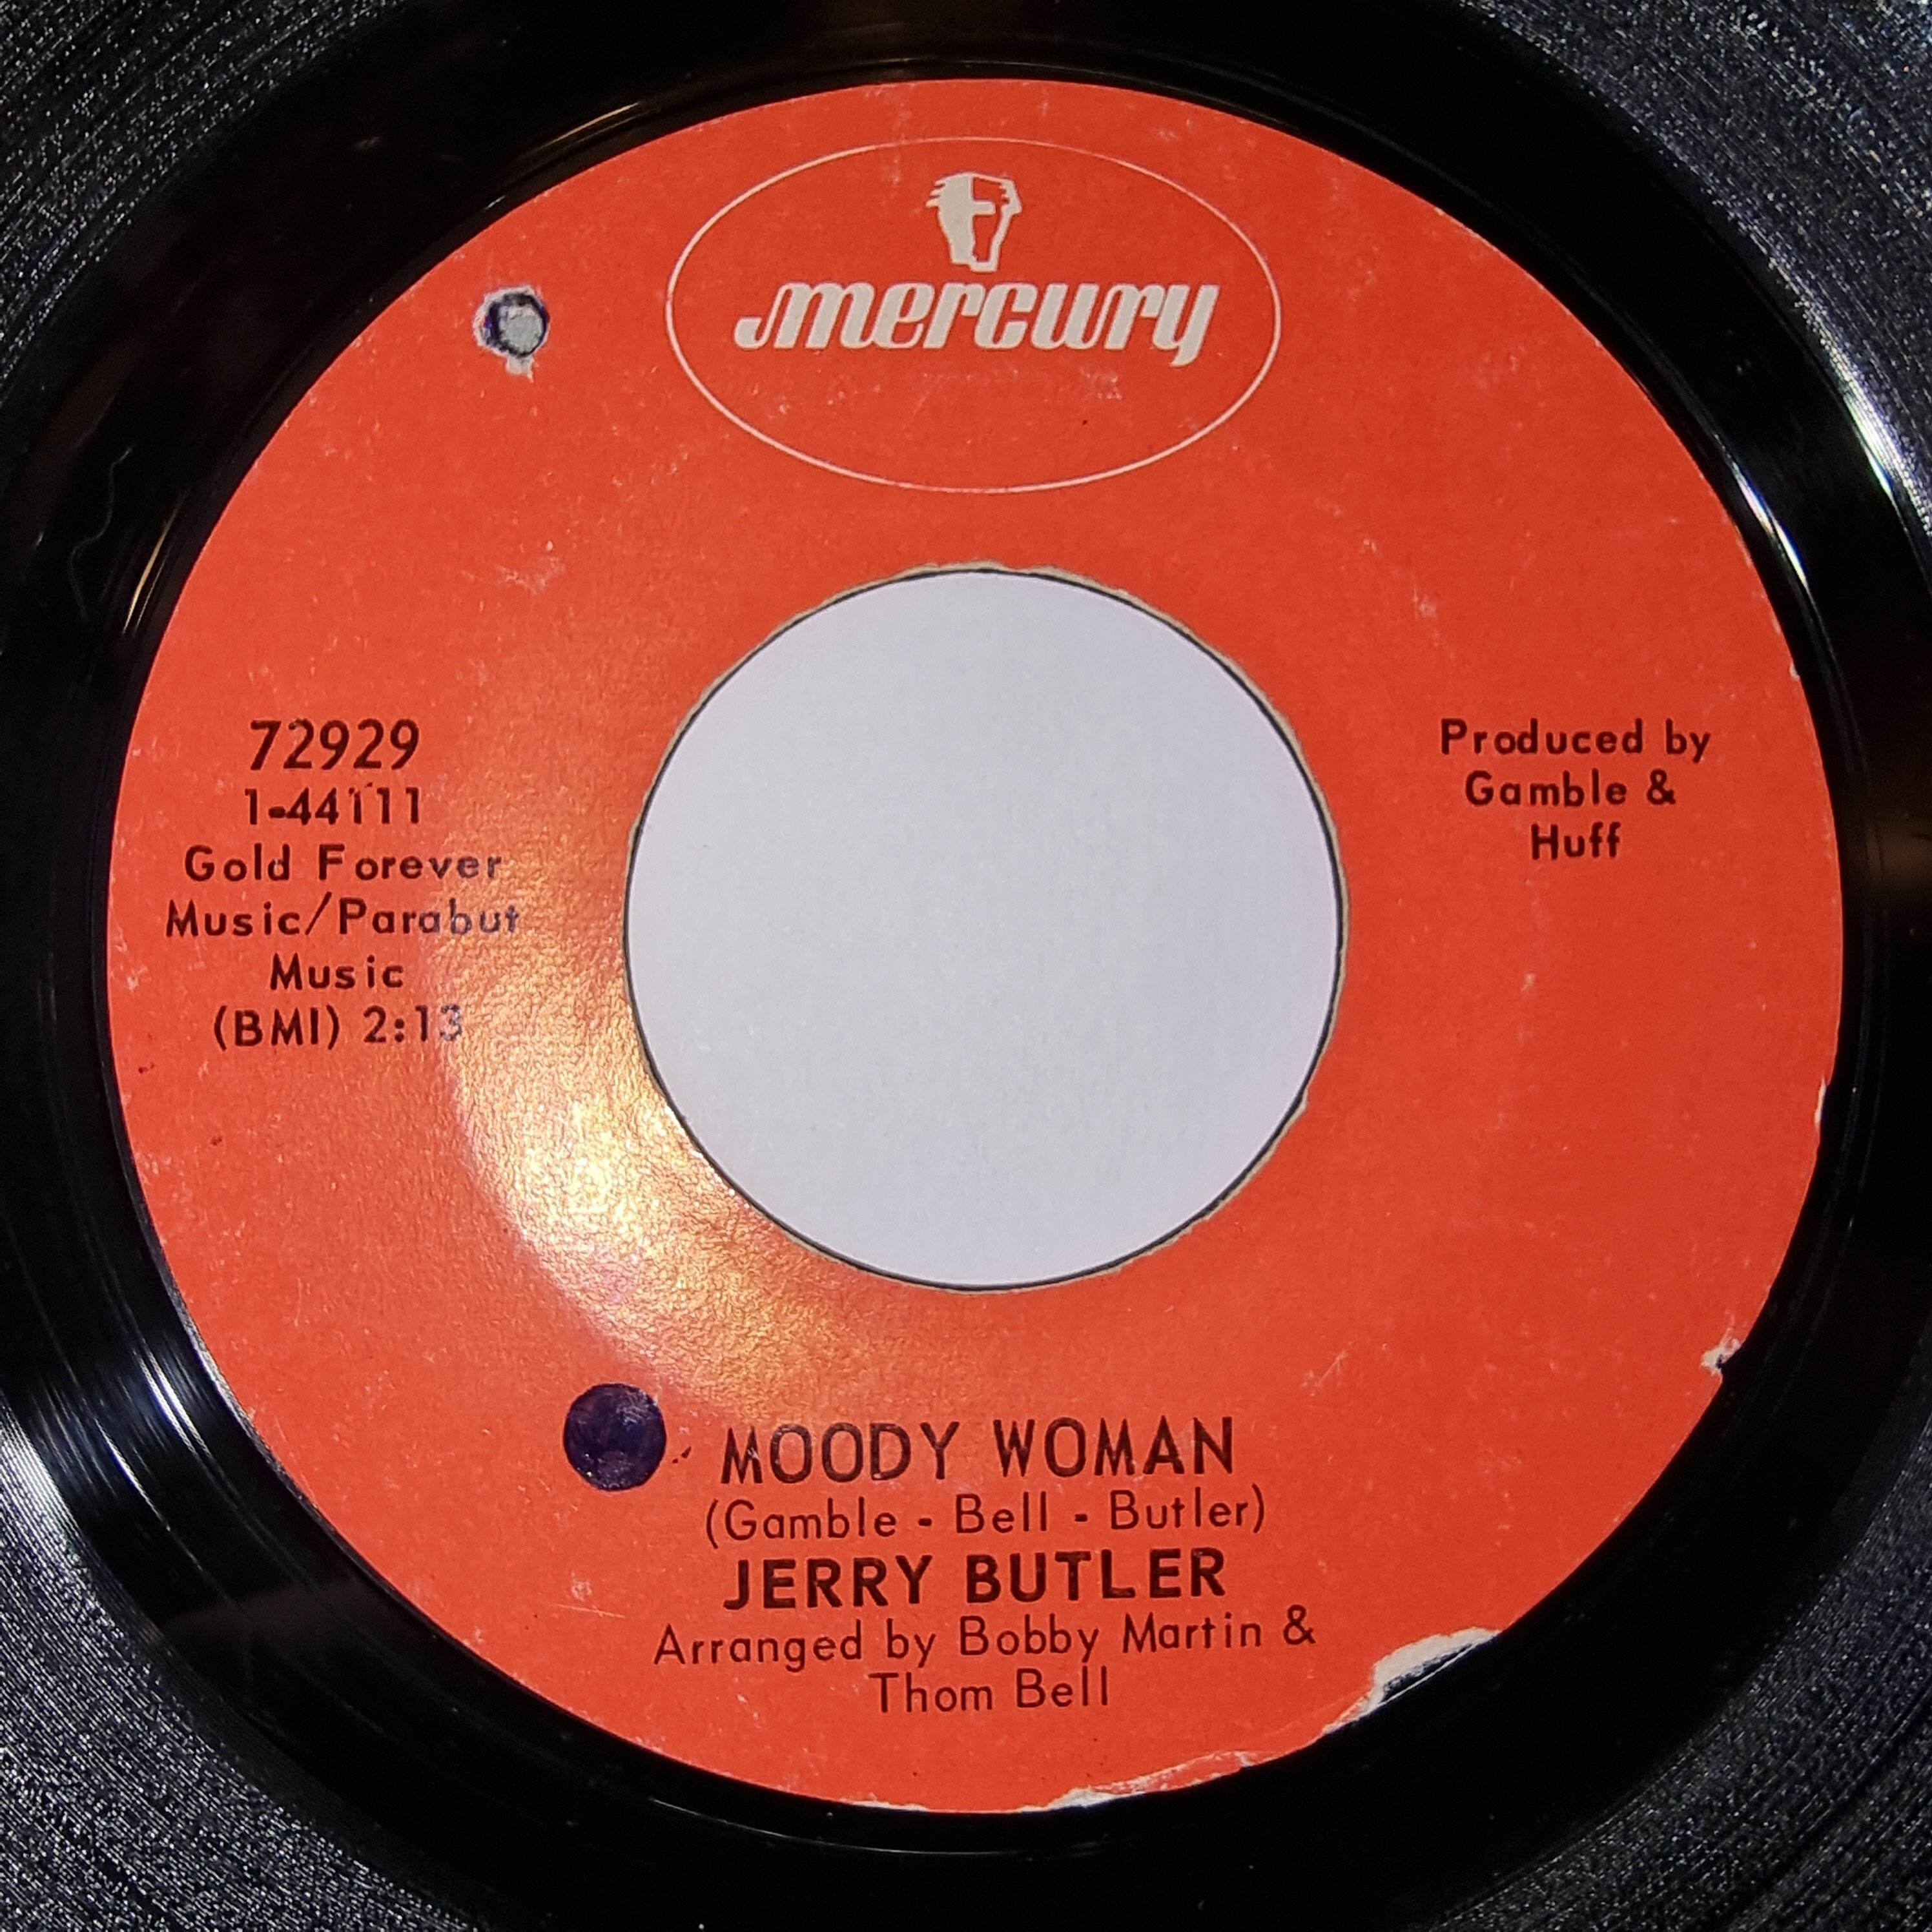 mercury
72929
1-44111
Gold Forever
Music/Parabut
Music
(BMI) 2:13
Produced by
Gamble &
Huff
MOODY WOMAN
(Gamble - Bell - Butler)
JERRY BUTLER
Arranged by Bobby Martin &
Thom Bell